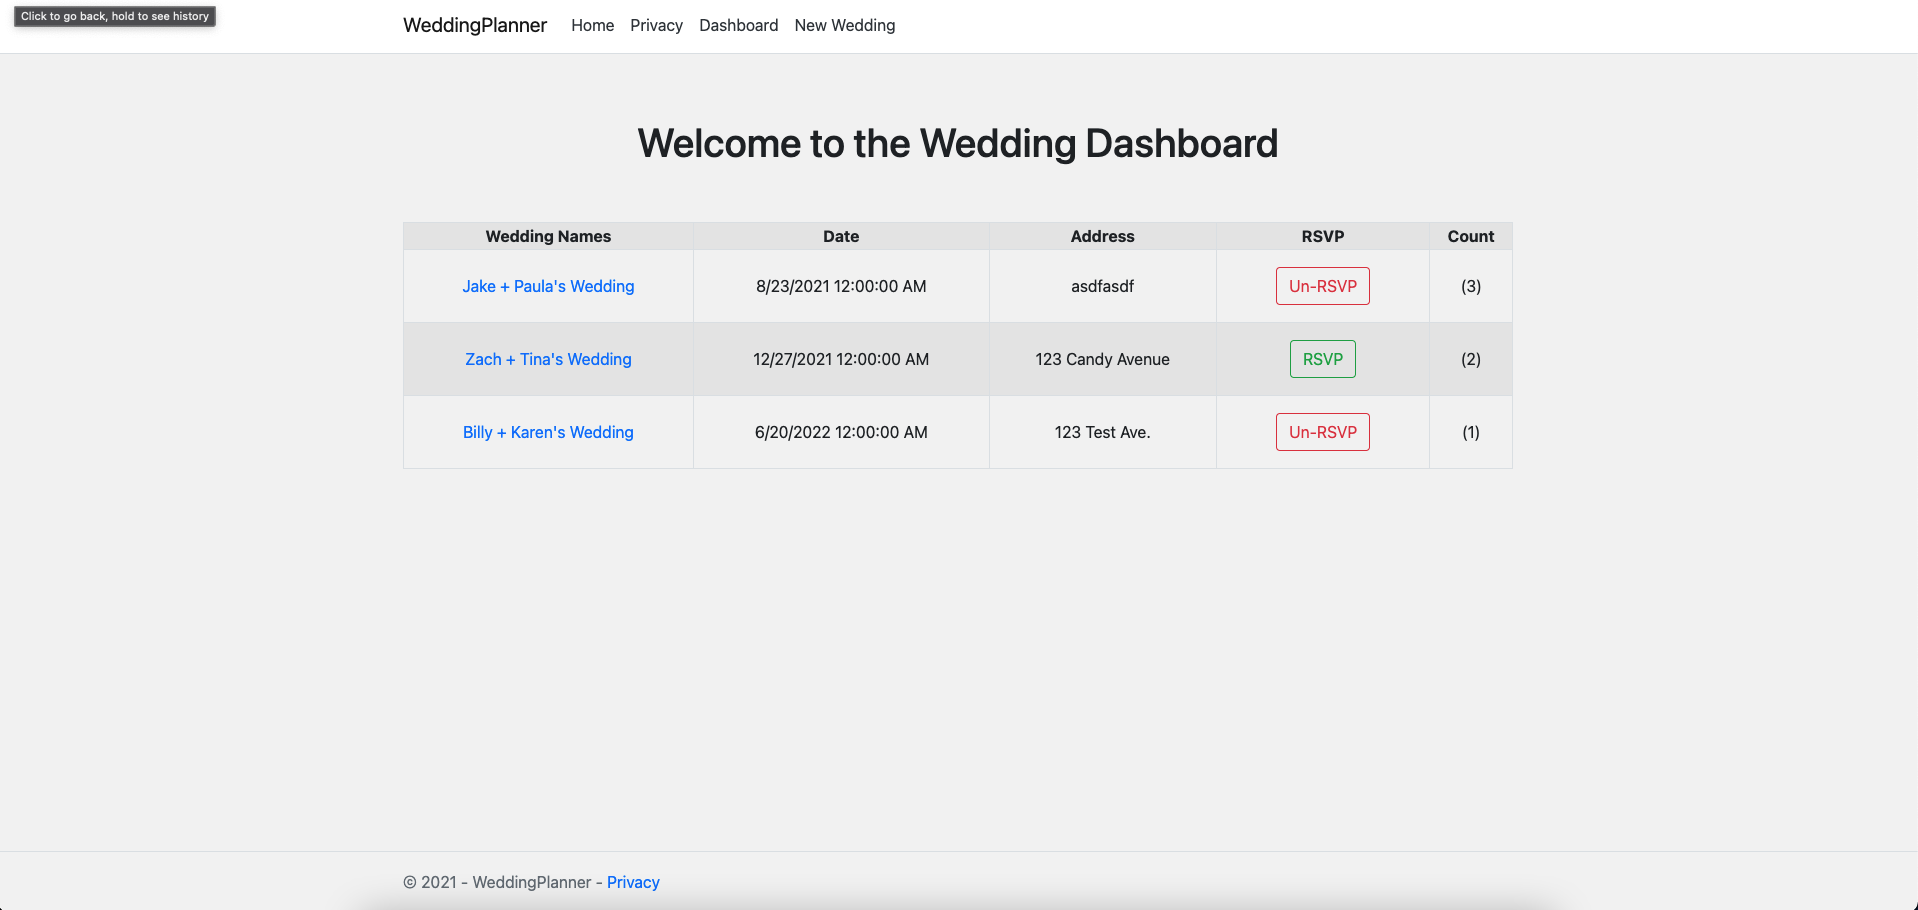 Click to go back, hold to see history
WeddingPlanner Home Privacy Dashboard New Wedding
Welcome to the Wedding Dashboard
Wedding Names Date Address RSVP Count
Jake + Paula's Wedding 8/23/2021 12:00:00 AM asdfasdf Un-RSVP (3)
Zach + Tina's Wedding 12/27/2021 12:00:00 AM 123 Candy Avenue RSVP (2)
Billy + Karen's Wedding 6/20/2022 12:00:00 AM 123 Test Ave. Un-RSVP (1)
© 2021 - WeddingPlanner - Privacy